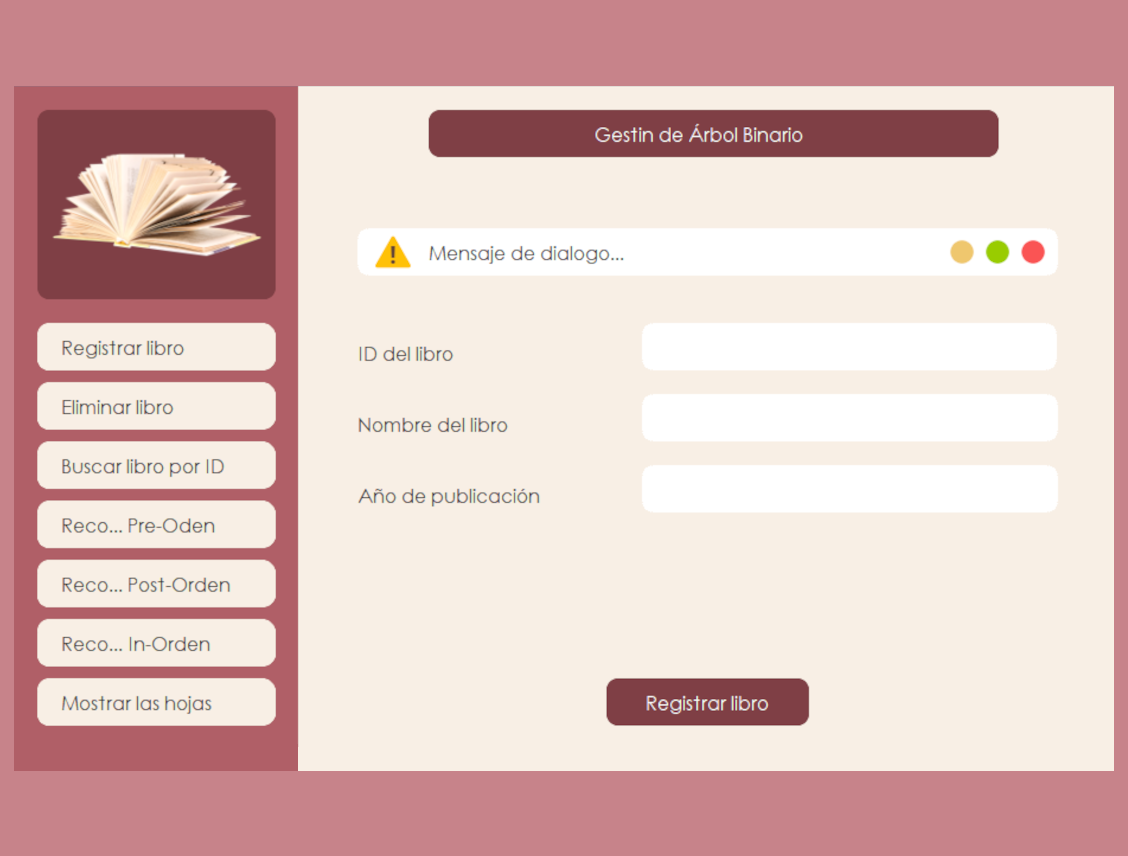 Gestin de Árbol Binario
Mensaje de dialogo...
Registrar libro
Eliminar libro
Buscar libro por ID
Reco... Pre-Oden
Reco... Post-Orden
Reco... In-Orden
Mostrar las hojas
ID del libro
Nombre del libro
Año de publicación
Registrar libro